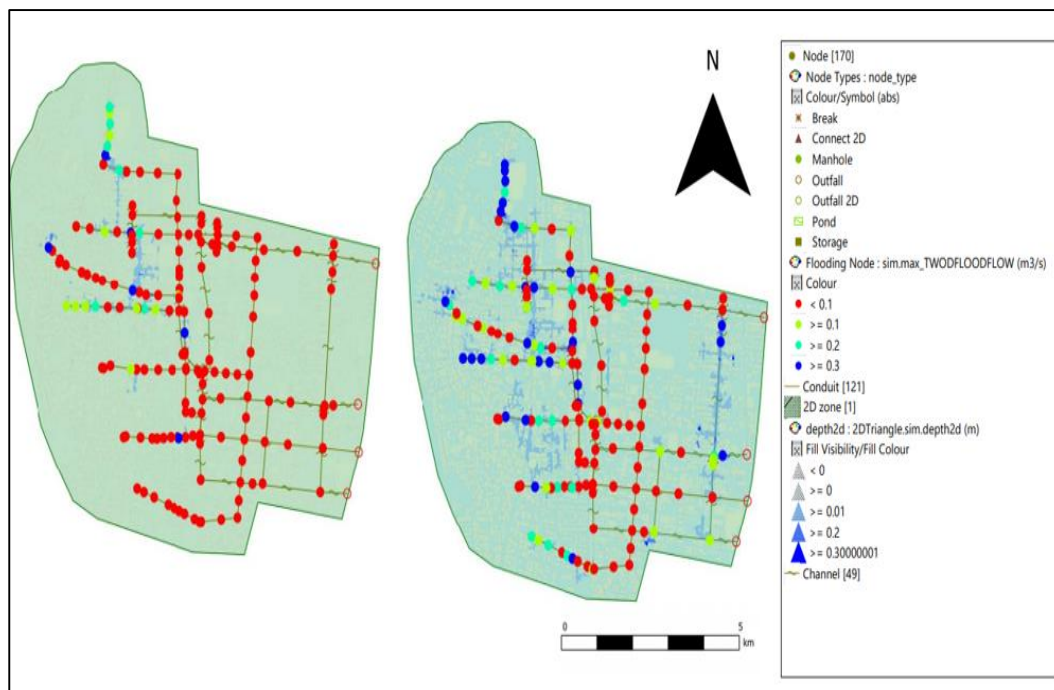 N
Node [170]
Node Types : node_type
Colour/Symbol (abs)
Break
Connect 2D
Manhole
Outfall
Outfall 2D
Pond
Storage
Flooding Node : sim.max_TWODFLOODFLOW (m3/s)
Colour
< 0.1
>= 0.1
>= 0.2
>= 0.3
Conduit [121]
2D zone [1]
depth2d : 2DTriangle.sim.depth2d (m)
Fill Visibility/Fill Colour
< 0
>= 0
>= 0.01
>= 0.2
>= 0.30000001
Channel [49]
0 5
km